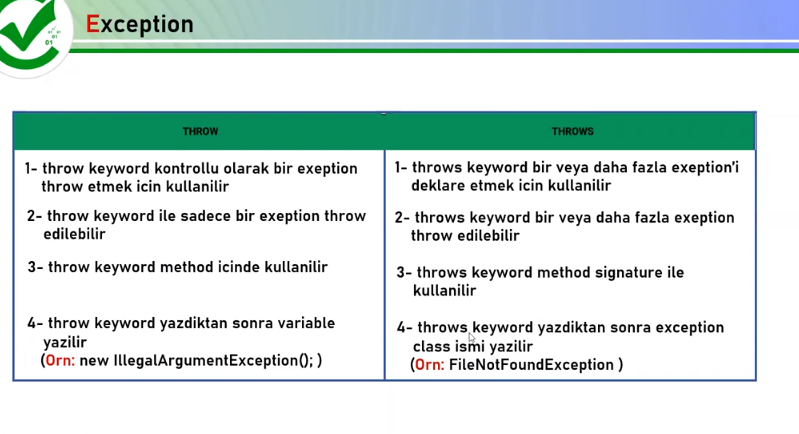 Exception
THROW
1- throw keyword kontrollu olarak bir exeption
throw etmek icin kullanilir
2- throw keyword ile sadece bir exeption throw
edilebilir
3- throw keyword method icinde kullanilir
4- throw keyword yazdiktan sonra variable
yazilir
(Orn: new IllegalArgumentException(); )
THROWS
1- throws keyword bir veya daha fazla exeption'i
deklare etmek icin kullanilir
2- throws keyword bir veya daha fazla exeption
throw edilebilir
3- throws keyword method signature ile
kullanilir
4- throws keyword yazdiktan sonra exception
class ismi yazilir
(Orn: FileNotFoundException )